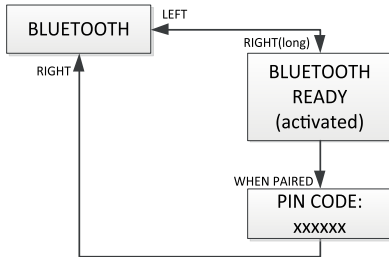 BLUETOOTH
LEFT
RIGHT(long)
RIGHT
BLUETOOTH
READY
(activated)
WHEN PAIRED
PIN CODE:
xxxxxx